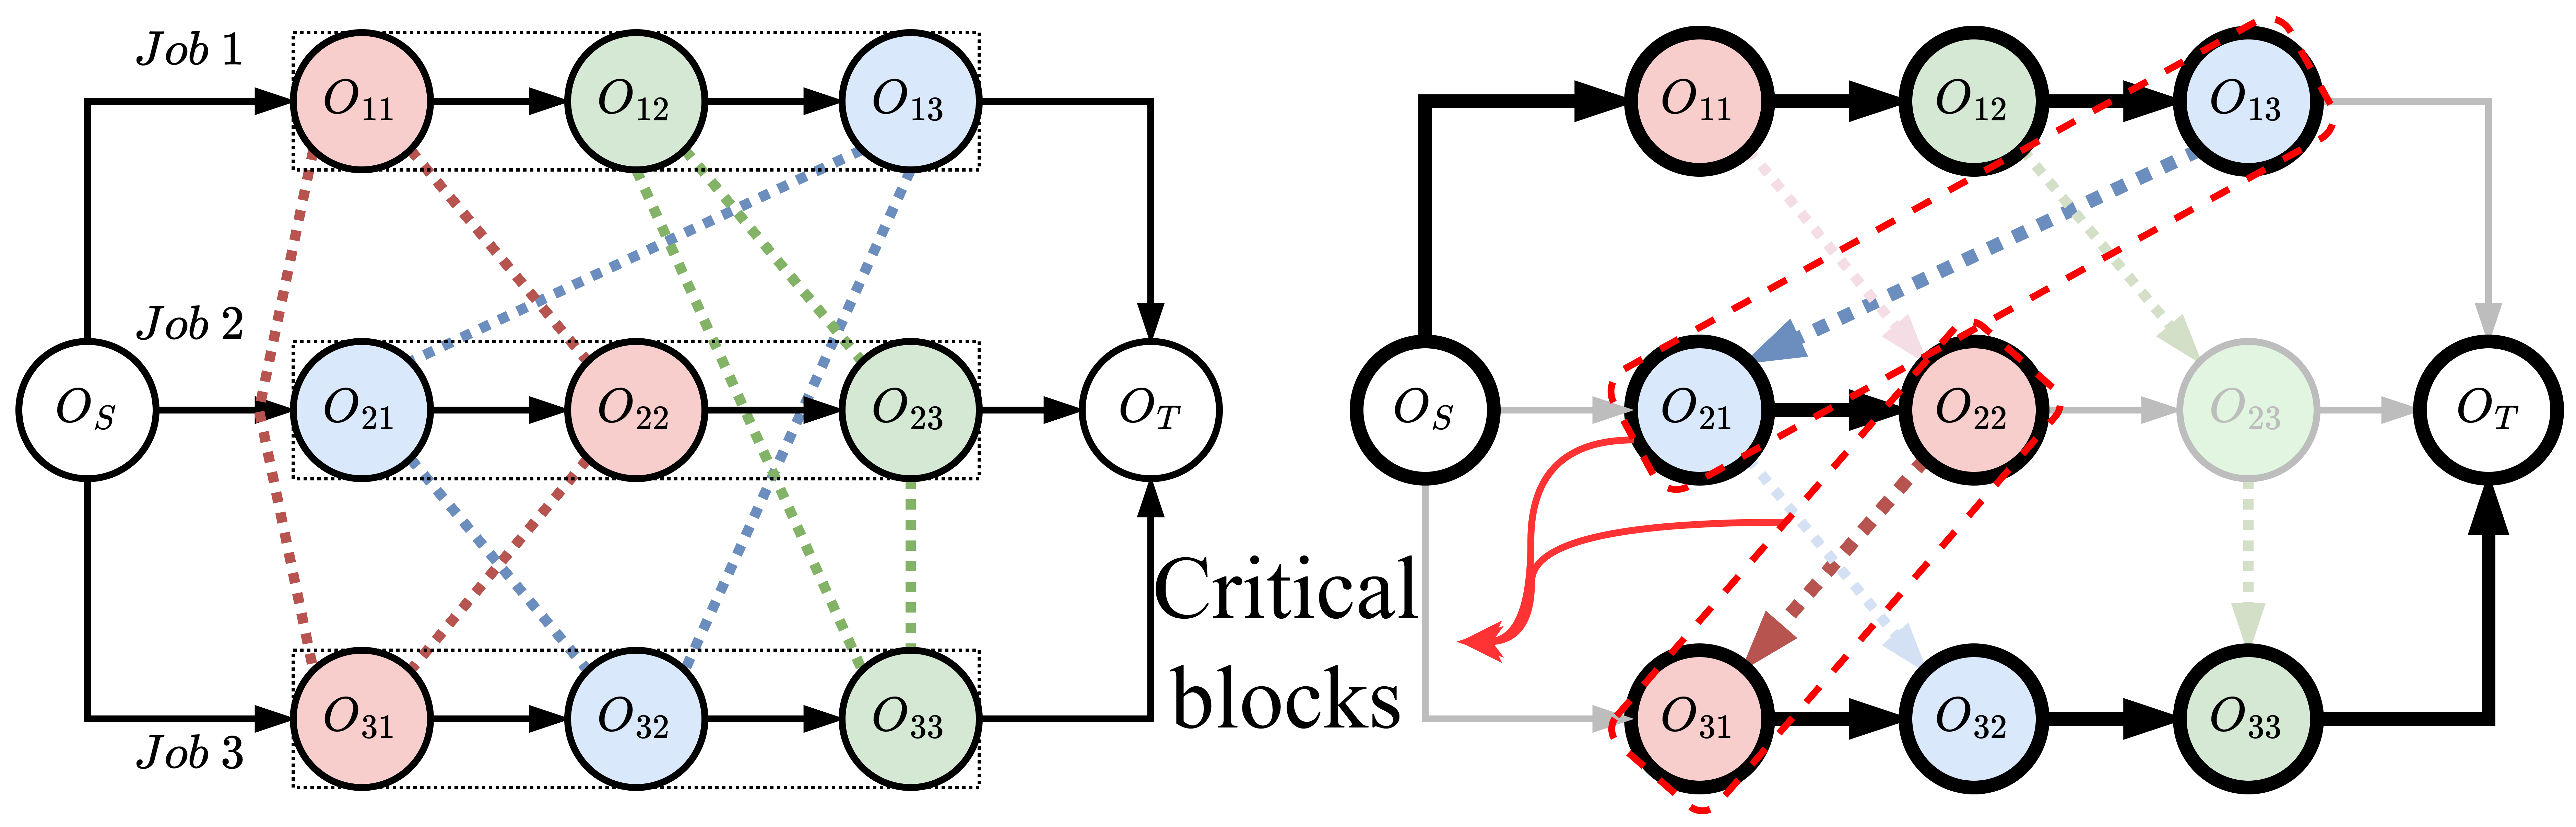 Job 1
O11
O12
O13
Job 2
OS
O21
O22
O23
OT
O31
O32
O33
Job 3
O11
O12
O13
OS
O21
O22
O23
OT
Critical
blocks
O31
O32
O33